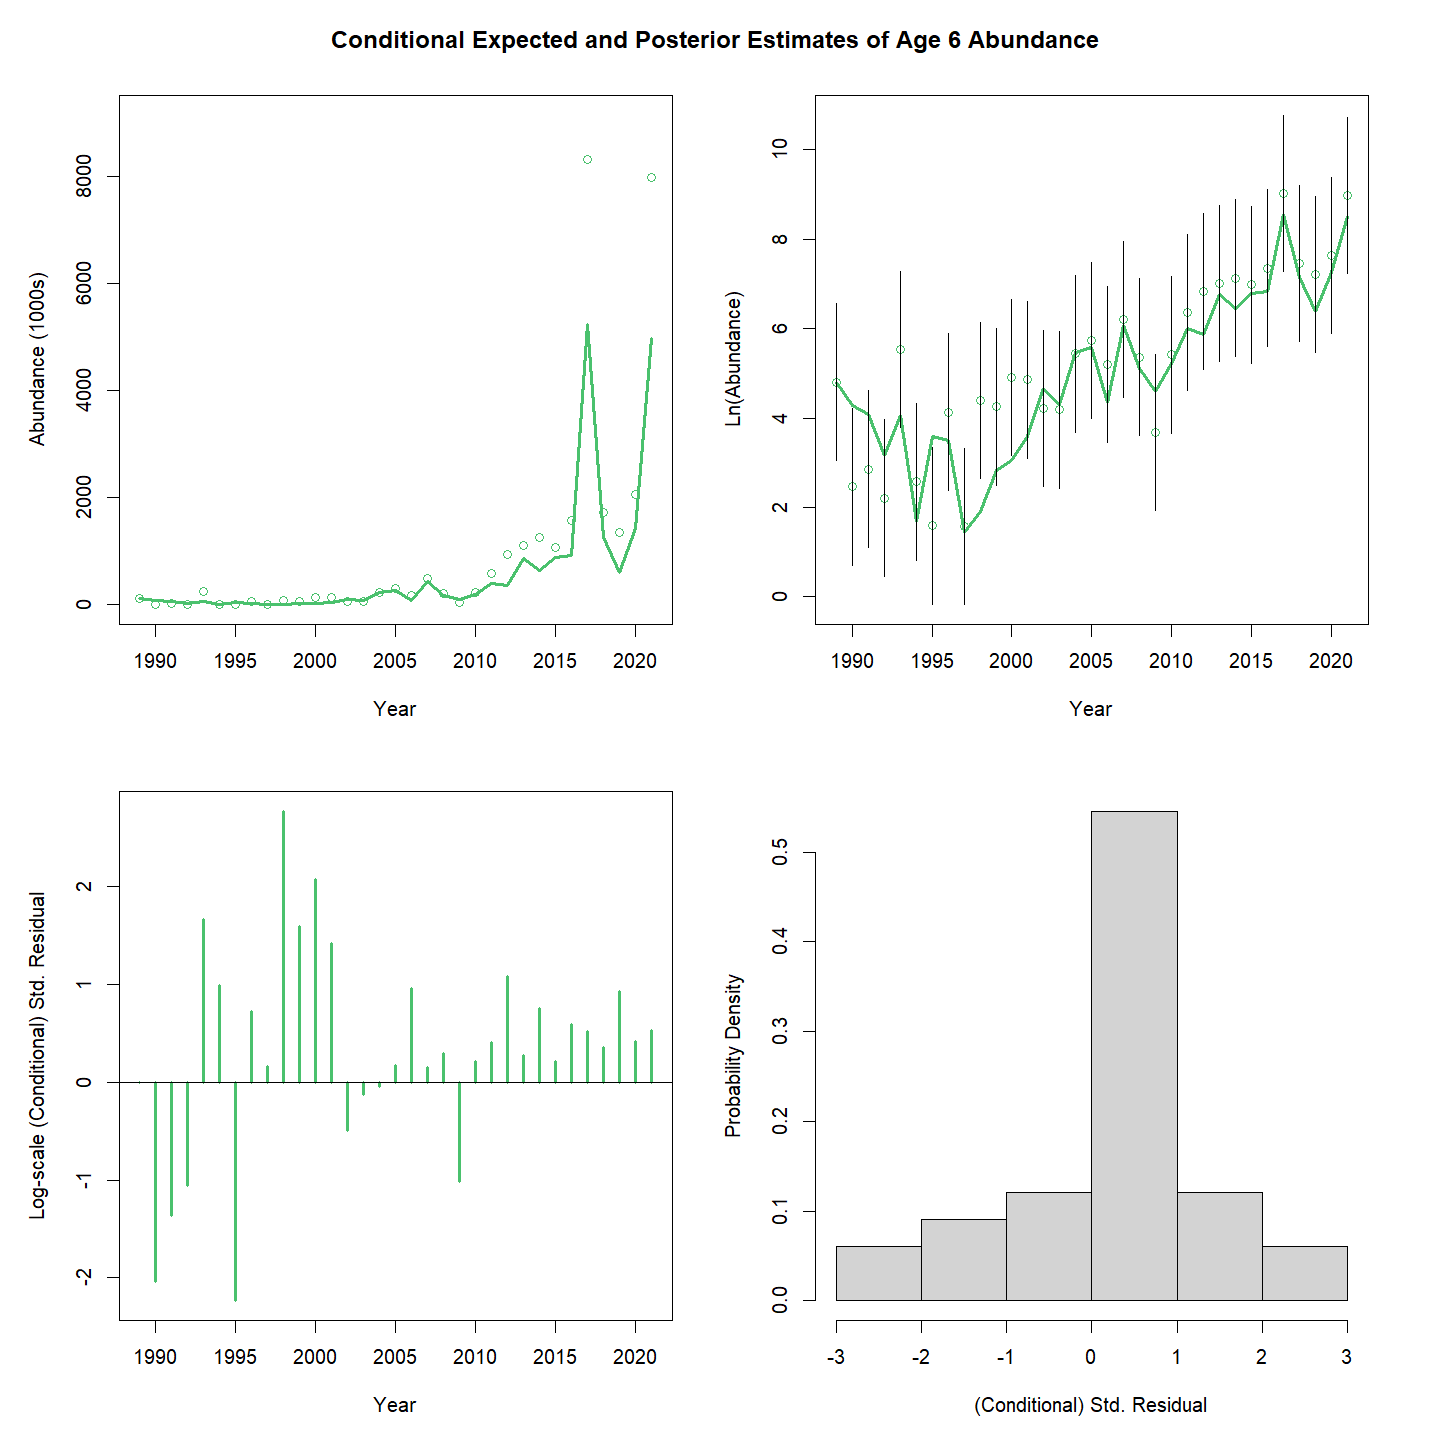 Conditional Expected and Posterior Estimates of Age 6 Abundance
Abundance (1000s)
8000
6000
4000
2000
0
1990 1995 2000 2005 2010 2015 2020
Year
Ln(Abundance)
10
8
6
4
2
0
1990 1995 2000 2005 2010 2015 2020
Year
Log-scale (Conditional) Std. Residual
2
1
0
-1
-2
1990 1995 2000 2005 2010 2015 2020
Year
Probability Density
0.5
0.4
0.3
0.2
0.1
0.0
-3 -2 -1 0 1 2 3
(Conditional) Std. Residual